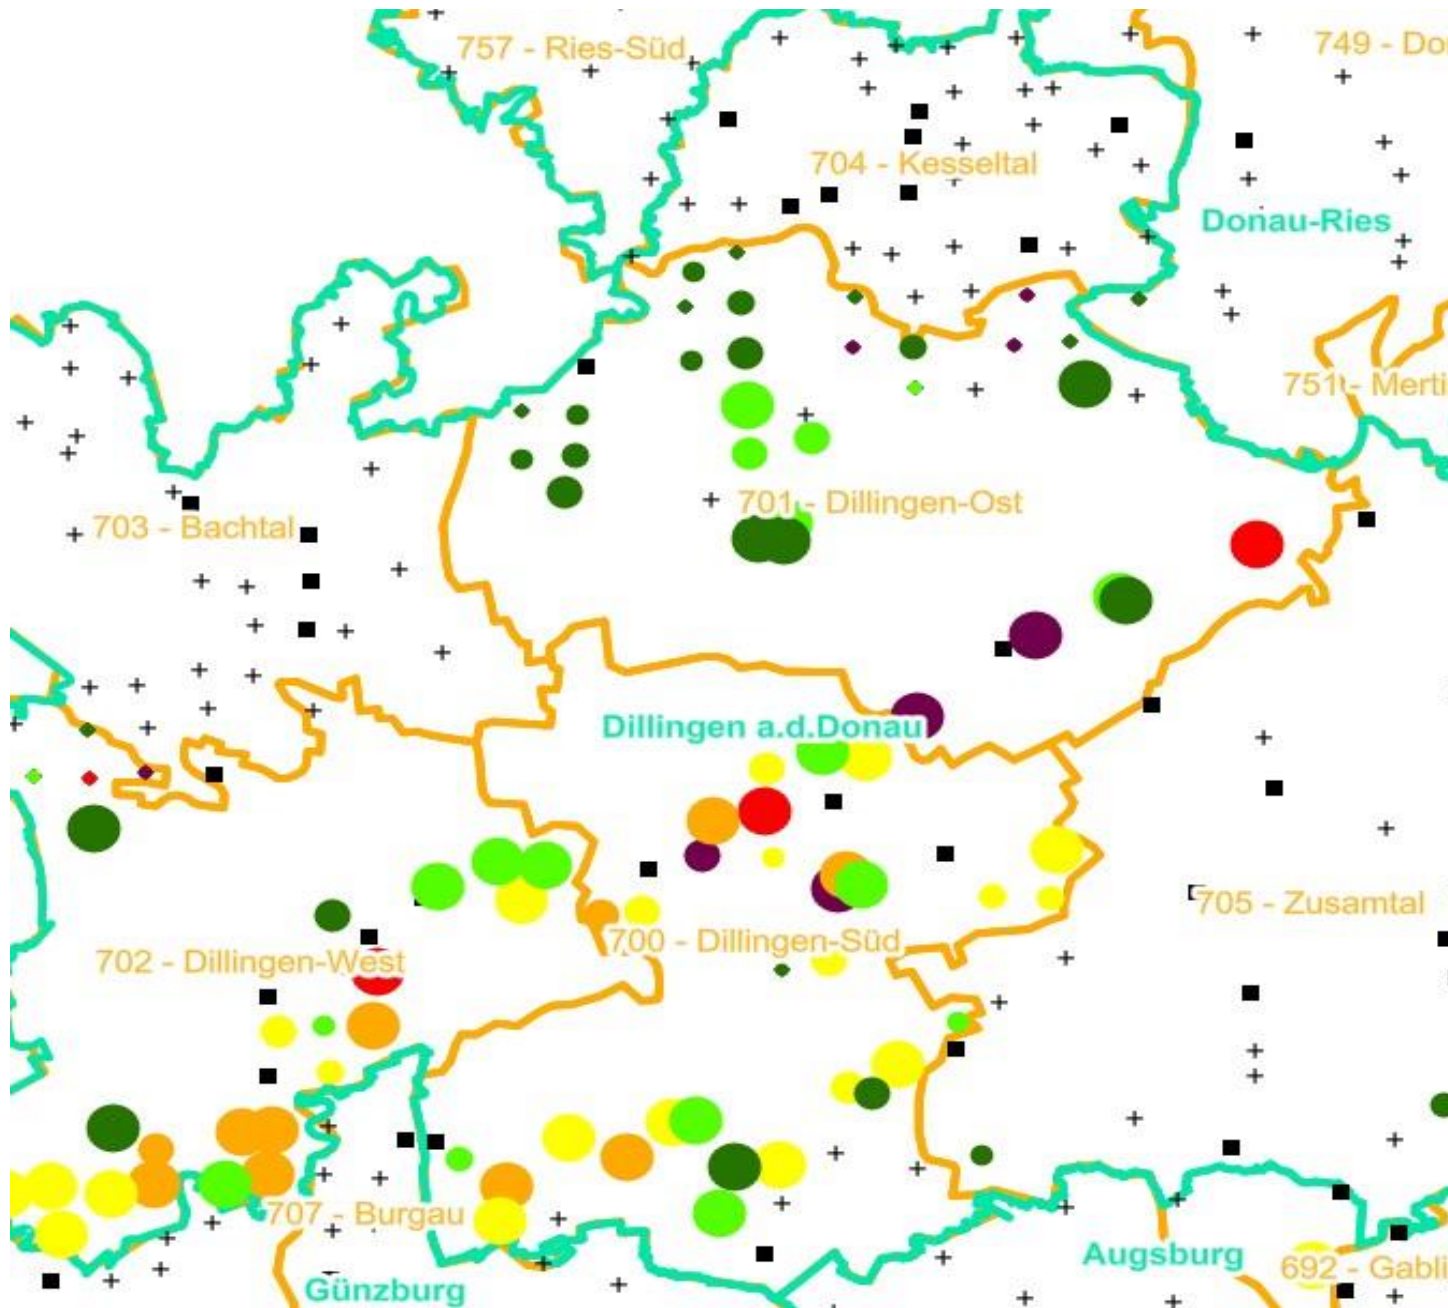 757 - Ries-Süd
749 - Do
704 - Kesseltal
Donau-Ries
751 - Merti
701 - Dillingen-Ost
703 - Bachtal
Dillingen a.d.Donau
705 - Zusamtal
700 - Dillingen-Süd
702 - Dillingen-West
707 - Burgau
Augsburg
692 - Gabli
Günzburg